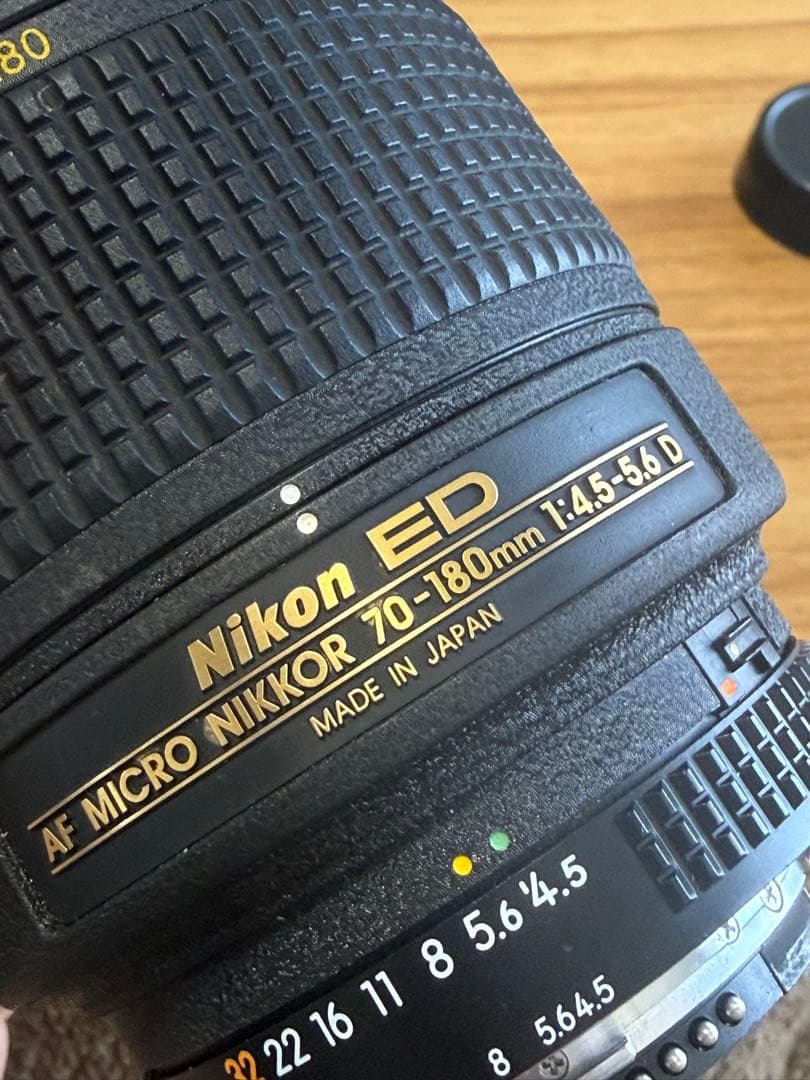 80
Nikon ED
AF MICRO NIKKOR 70-180mm 1:4.5-5.6 D
MADE IN JAPAN
32 22 16 11 8 5.6 '4.5
8 5.6 4.5